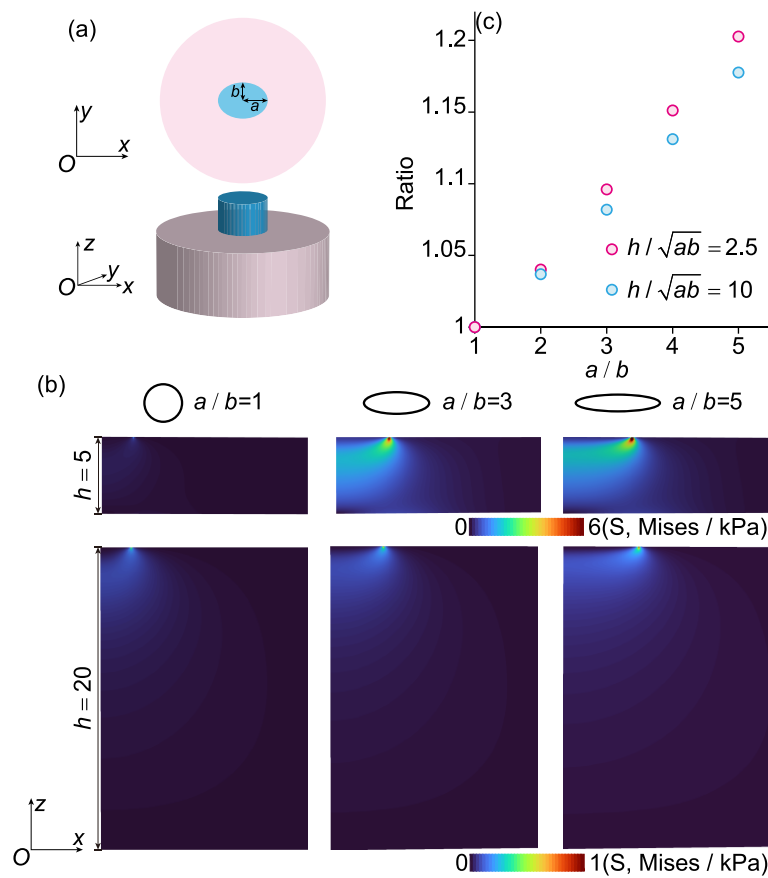 (a)
b
a
y
O
x
z
y
O
x
(c)
1.2
1.15
1.1
1.05
1
Ratio
h / √ab = 2.5
h / √ab = 10
1 2 3 4 5
a / b
(b)
a / b=1
a / b=3
a / b=5
h = 5
0 6(S, Mises / kPa)
h = 20
z
O
x
0 1(S, Mises / kPa)